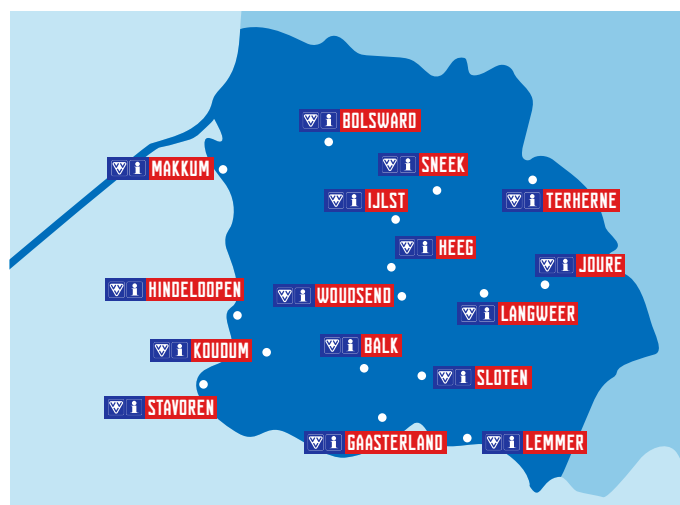 BOLSWARD
SNEEK
MAKKUM
IJLST
TERHERNE
HEEG
JOURE
HINDELOOPEN
WOUDSEND
LANGWEER
KOUDUM
BALK
SLOTEN
STAVOREN
GAASTERLAND
LEMMER